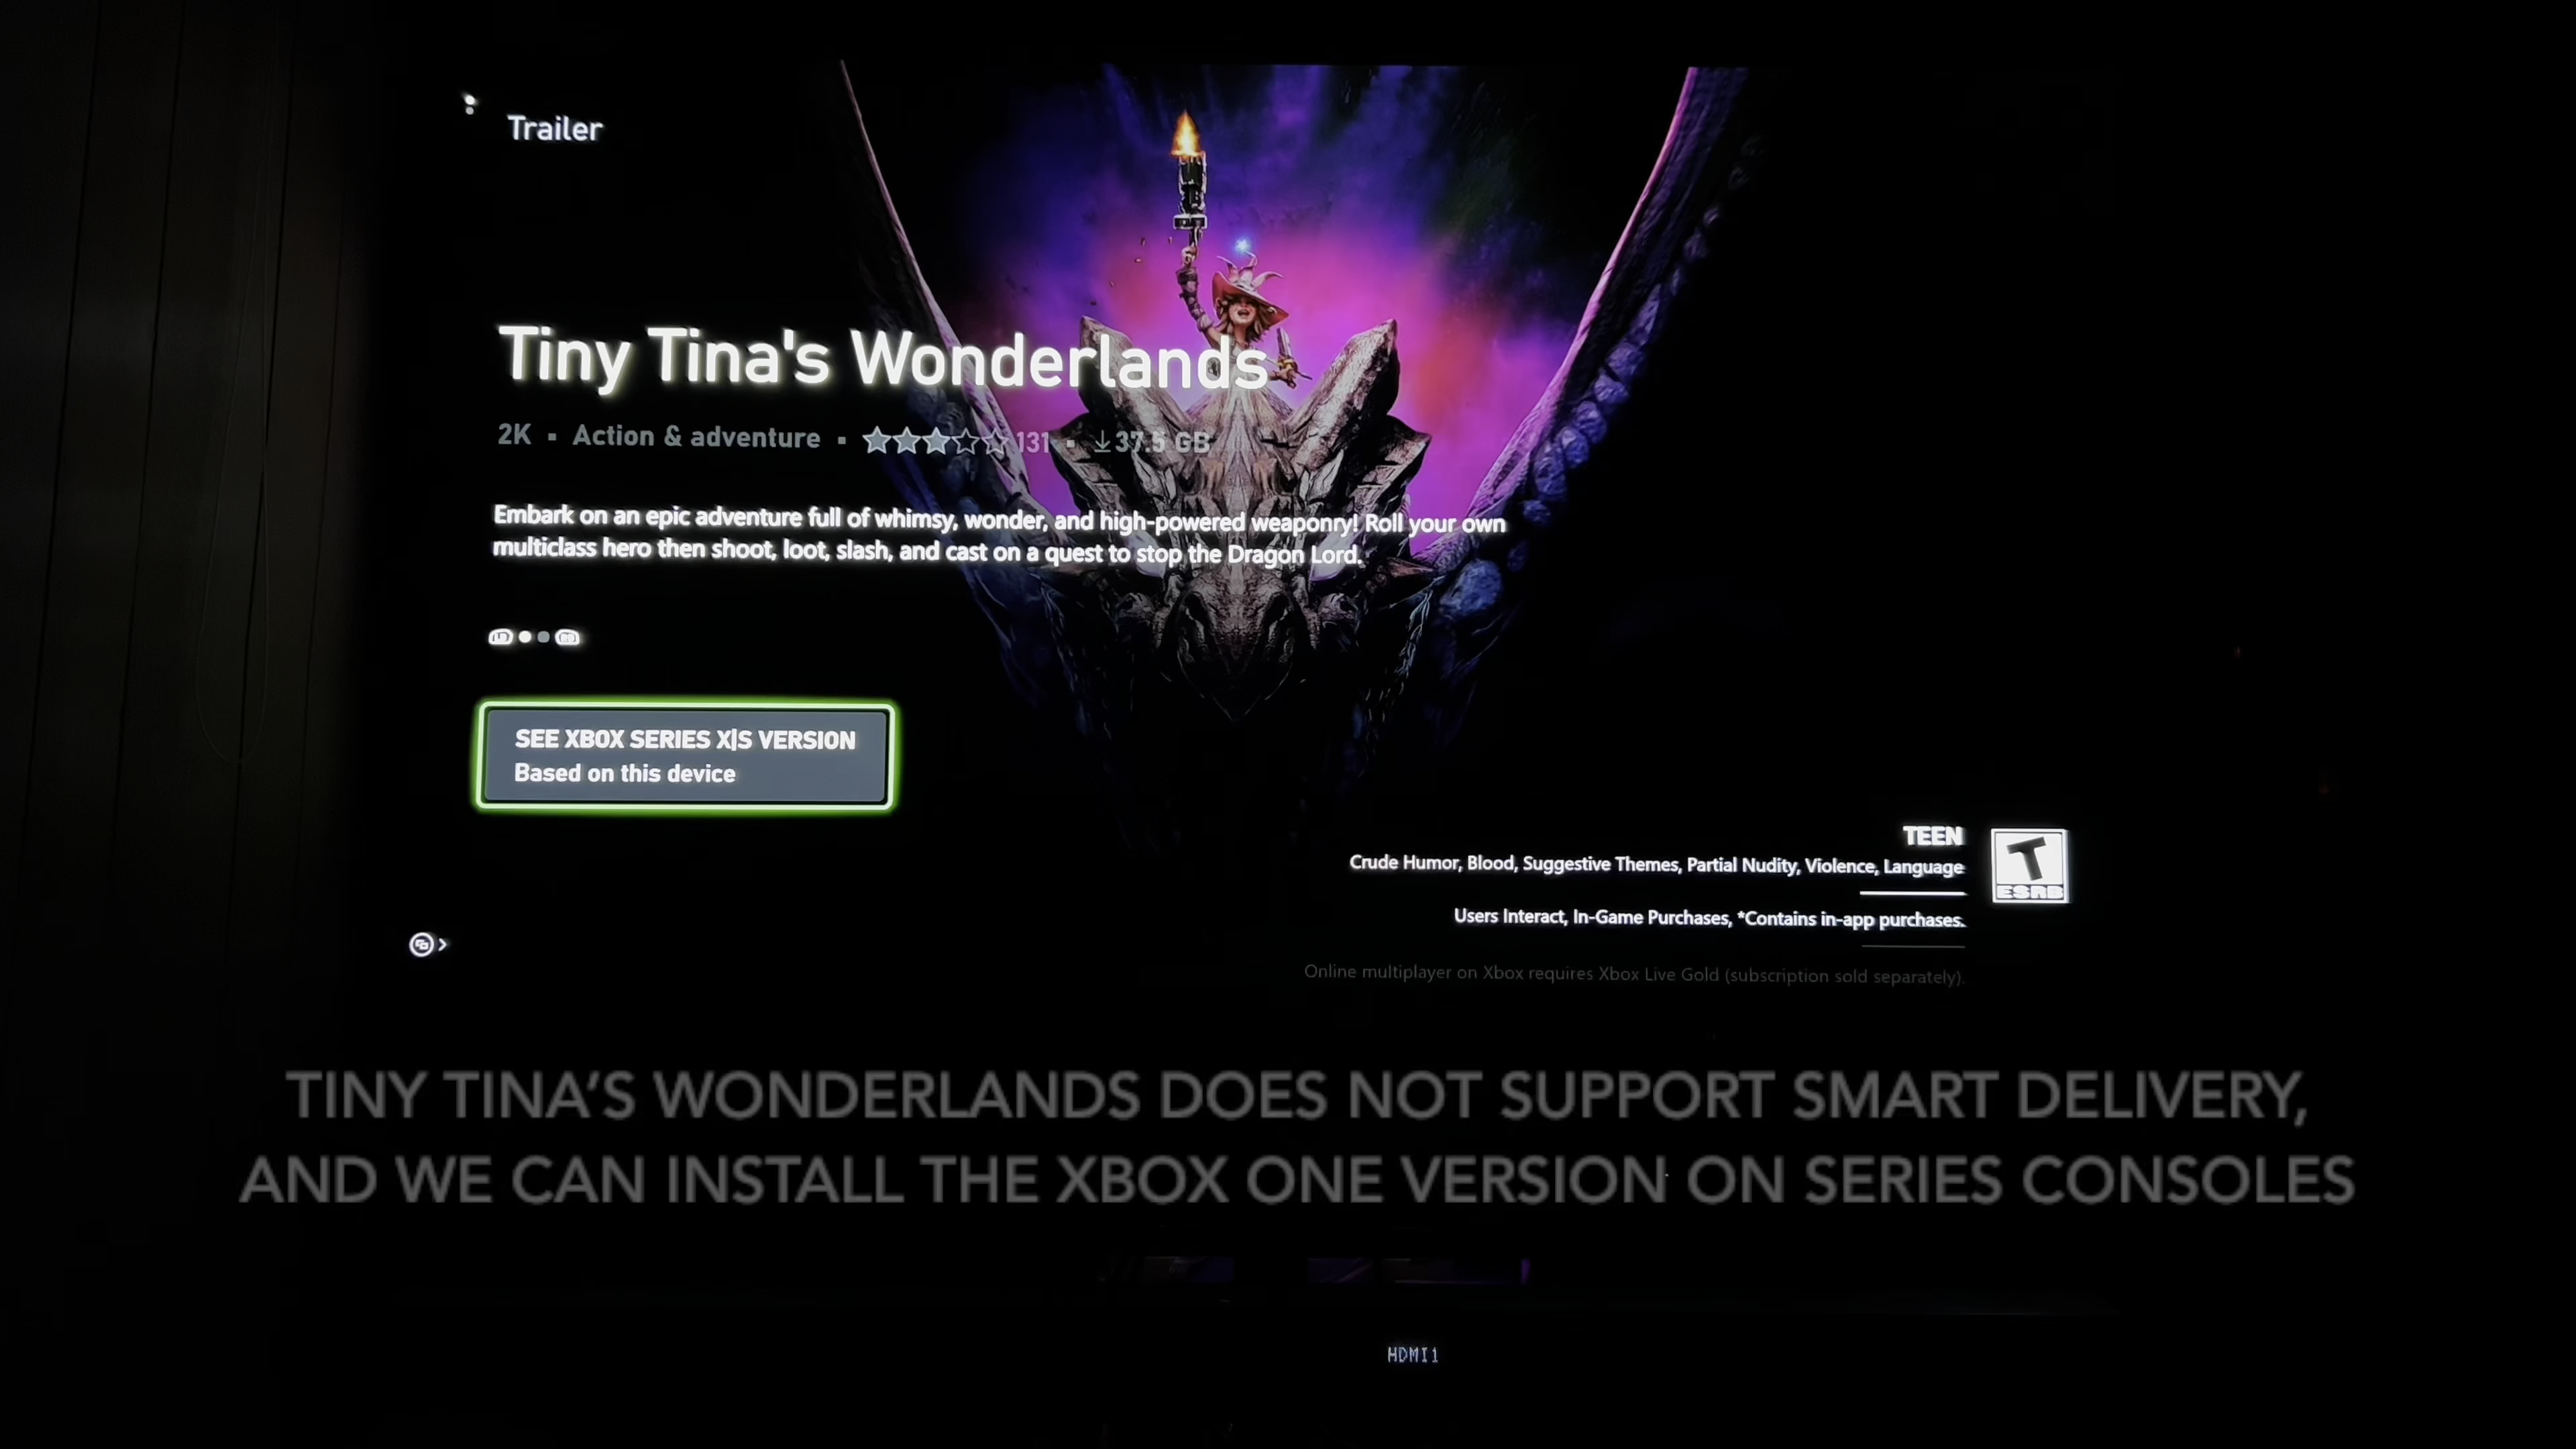 Trailer
Tiny Tina's Wonderlands
2K ▪ Action & adventure ▪ 131 ▪ 37.5 GB
Embark on an epic adventure full of whimsy, wonder, and high-powered weaponry! Roll your own
multiclass hero then shoot, loot, slash, and cast on a quest to stop the Dragon Lord.
LB RB
SEE XBOX SERIES X|S VERSION
Based on this device
TEEN
Crude Humor, Blood, Suggestive Themes, Partial Nudity, Violence, Language
T
ESRB
Users Interact, In-Game Purchases, *Contains in-app purchases.
Online multiplayer on Xbox requires Xbox Live Gold (subscription sold separately).
TINY TINA’S WONDERLANDS DOES NOT SUPPORT SMART DELIVERY,
AND WE CAN INSTALL THE XBOX ONE VERSION ON SERIES CONSOLES
HDMI1